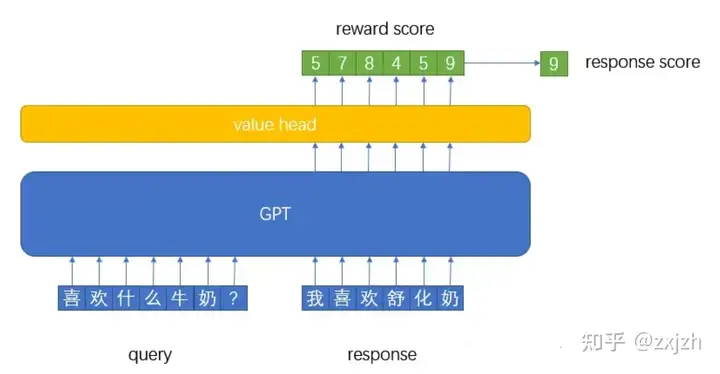 reward score
5 7 8 4 5 9
9
response score
value head
GPT
喜欢什么牛奶?
我喜欢舒化奶
query
response
知乎 @zxjzh